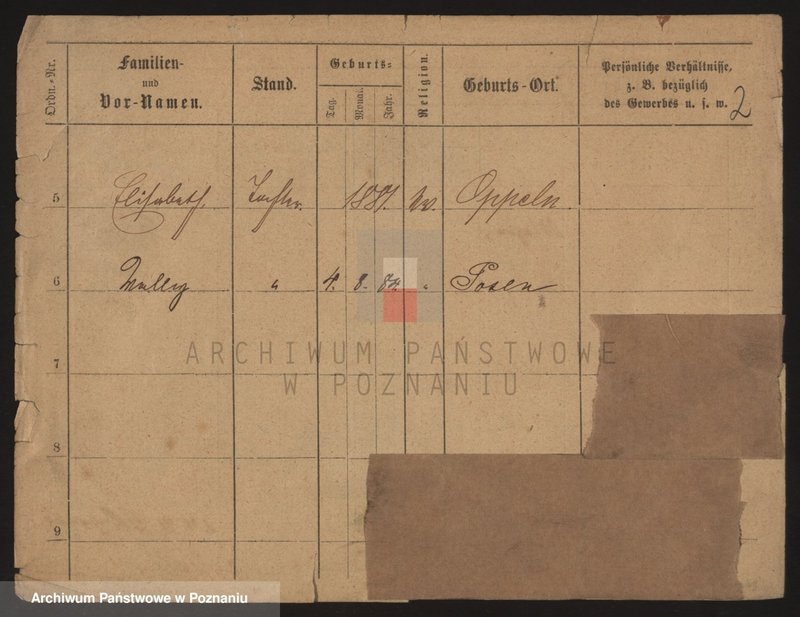 Ordn.-Nr.
Familien-
und
Vor-Namen.
Stand.
Geburts-
Tag.
Monat.
Jahr.
Religion.
Geburts-Ort.
Persönliche Verhältnisse,
z. B. bezüglich
des Gewerbes u. s. w.
2
5 Elisabeth. Tochter. 1881. Ev. Oppeln.
6 Wally " 4. 8. 84. " Posen
7
8
9
ARCHIWUM PAŃSTWOWE
W POZNANIU
Archiwum Państwowe w Poznaniu